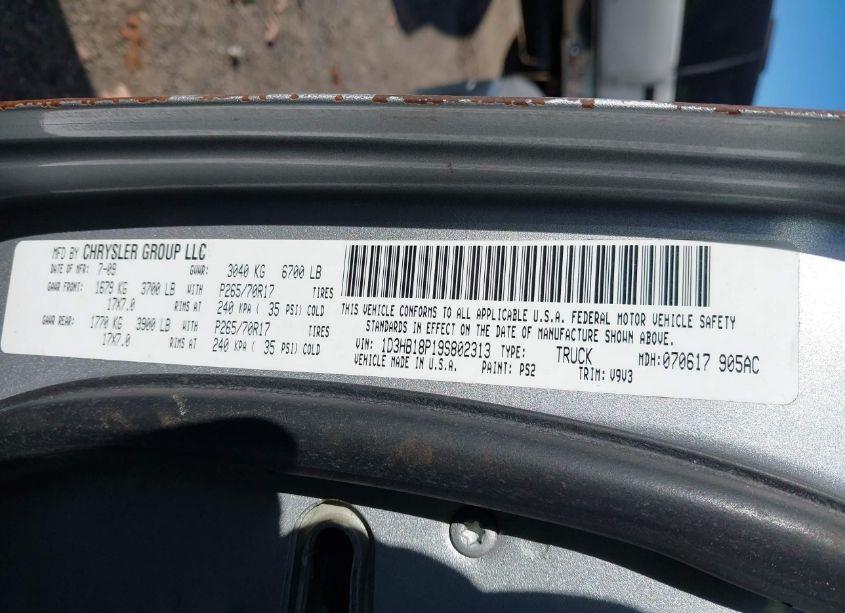 MFD BY CHRYSLER GROUP LLC
DATE OF MFR 7-09 GVWR: 3040 KG 6700 LB
GAWR FRONT: 1679 KG 3700 LB WITH P265/70R17 TIRES
17X7.0 RIMS AT 240 KPA ( 35 PSI) COLD
GAWR REAR: 1770 KG 3900 LB WITH P265/70R17 TIRES
17X7.0 RIMS AT 240 KPA ( 35 PSI) COLD
THIS VEHICLE CONFORMS TO ALL APPLICABLE U.S.A. FEDERAL MOTOR VEHICLE SAFETY
STANDARDS IN EFFECT ON THE DATE OF MANUFACTURE SHOWN ABOVE.
VIN: 1D3HB18P19S802313 TYPE: TRUCK MDH: 070617 905AC
VEHICLE MADE IN U.S.A. PAINT: PS2 TRIM: V9V3